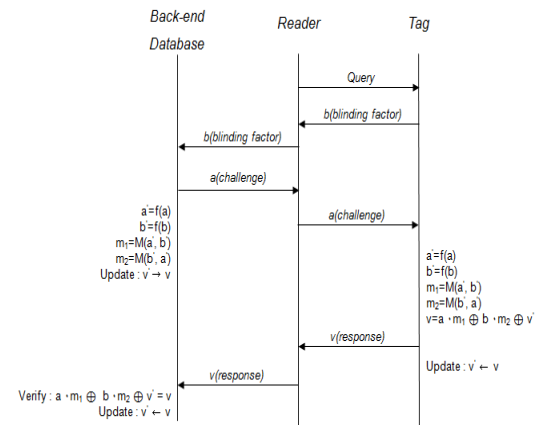 Back-end
Database
Reader
Tag
Query
b(blinding factor)
b(blinding factor)
a(challenge)
a(challenge)
a'=f(a)
b'=f(b)
m₁=M(a', b')
m₂=M(b', a')
Update : v' → v
a'=f(a)
b'=f(b)
m₁=M(a', b')
m₂=M(b', a')
v=a ·m₁ ⊕ b ·m₂ ⊕ v'
v(response)
Update : v' ← v
v(response)
Verify : a ·m₁ ⊕ b ·m₂ ⊕ v' = v
Update : v' ← v